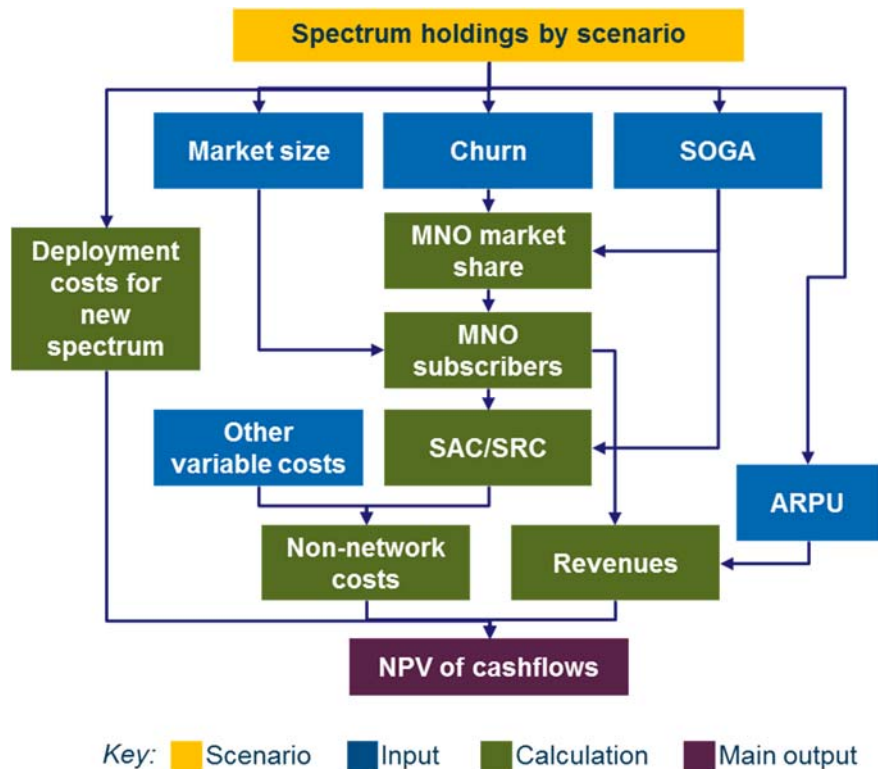 Spectrum holdings by scenario
Market size
Churn
SOGA
Deployment
costs for
new
spectrum
MNO market
share
MNO
subscribers
Other
variable costs
SAC/SRC
ARPU
Non-network
costs
Revenues
NPV of cashflows
Key: Scenario Input Calculation Main output